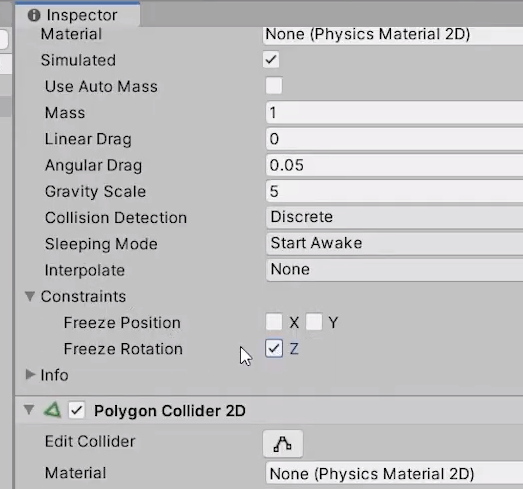 Inspector
Material None (Physics Material 2D)
Simulated
Use Auto Mass
Mass 1
Linear Drag 0
Angular Drag 0.05
Gravity Scale 5
Collision Detection Discrete
Sleeping Mode Start Awake
Interpolate None
Constraints
Freeze Position X Y
Freeze Rotation Z
Info
Polygon Collider 2D
Edit Collider
Material None (Physics Material 2D)